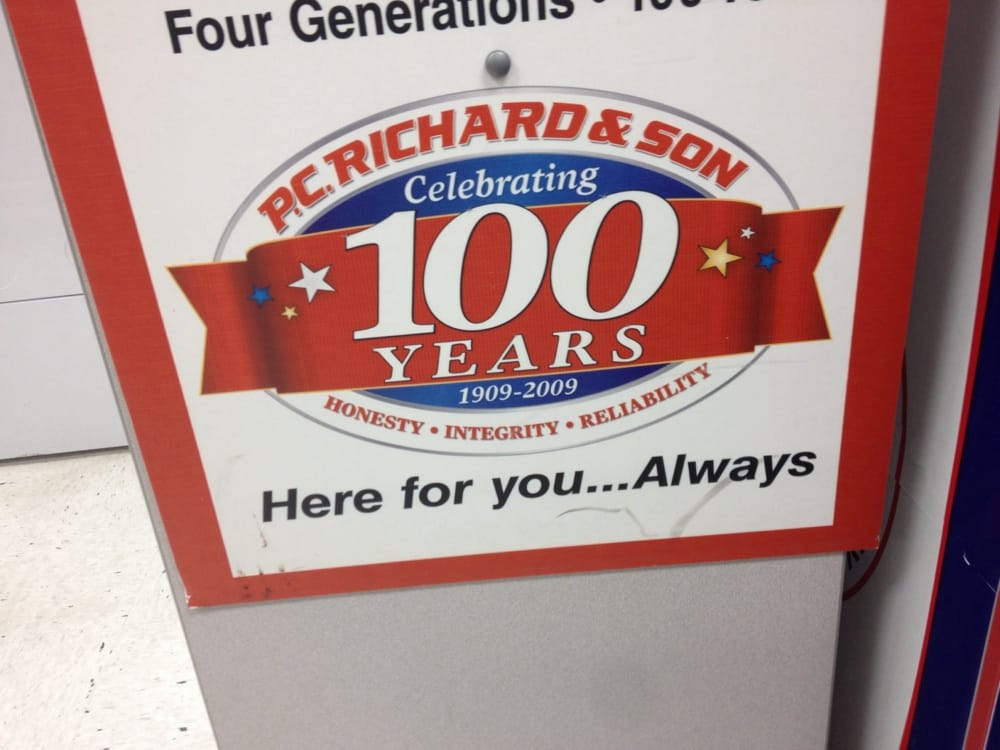 Four Generations •
P.C. RICHARD & SON
Celebrating
100
YEARS
1909-2009
HONESTY • INTEGRITY • RELIABILITY
Here for you...Always